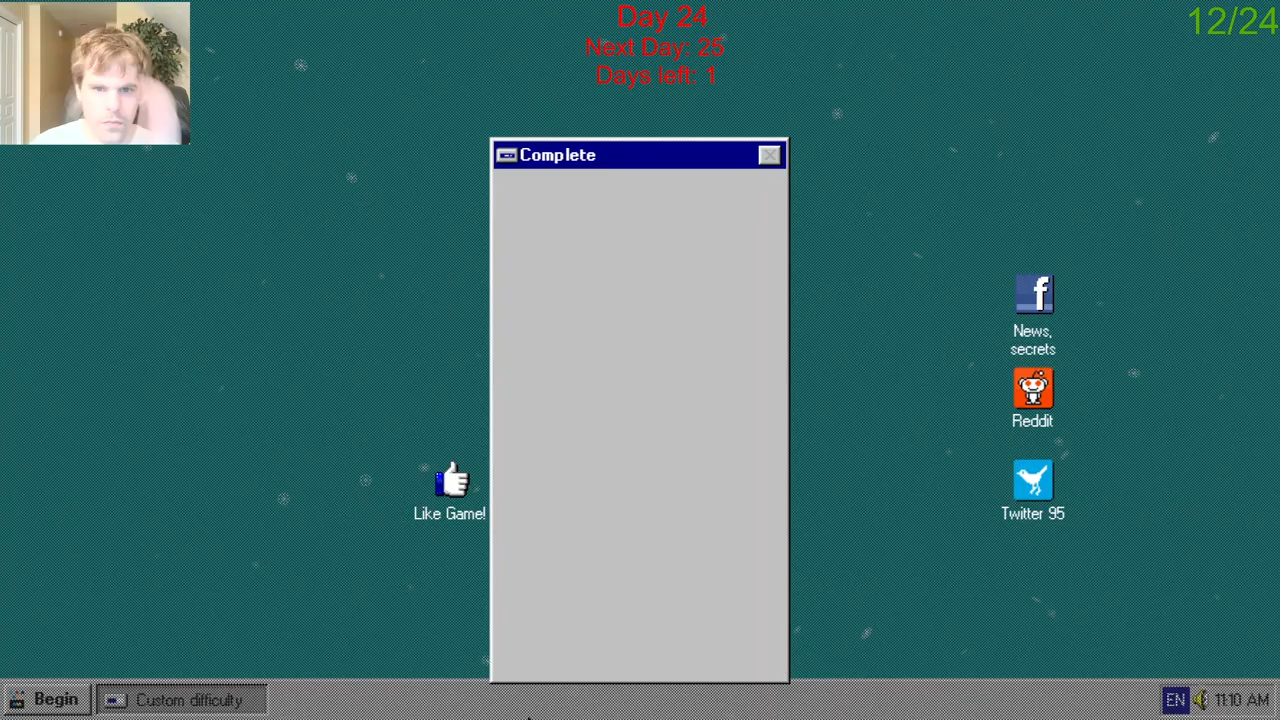 Day 24
Next Day: 25
Days left: 1
12/24
Complete
News,
secrets
Reddit
Like Game!
Twitter 95
Begin
Custom difficulty
EN
11:10 AM